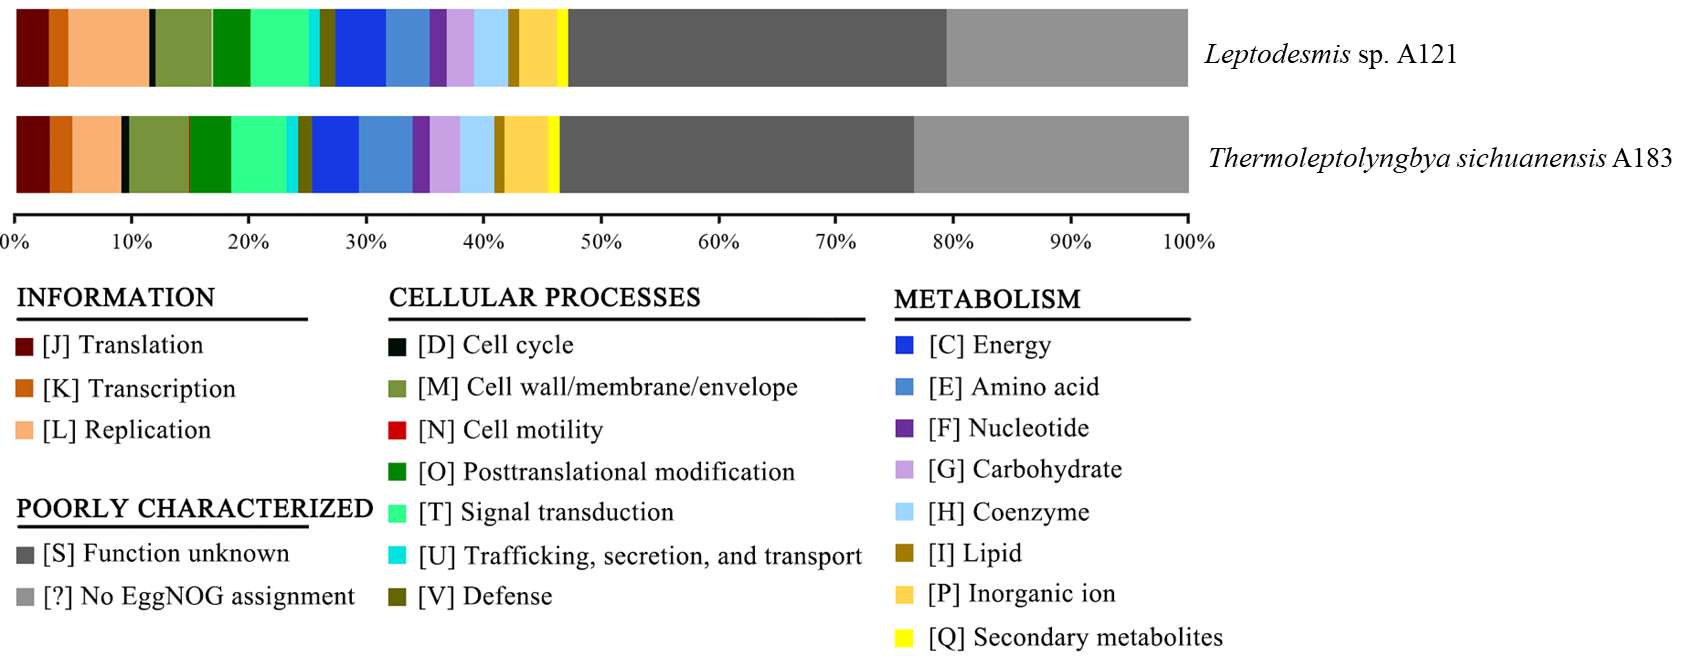 Leptodesmis sp. A121
Thermoleptolyngbya sichuanensis A183
0% 10% 20% 30% 40% 50% 60% 70% 80% 90% 100%
INFORMATION
[J] Translation
[K] Transcription
[L] Replication
POORLY CHARACTERIZED
[S] Function unknown
[?] No EggNOG assignment
CELLULAR PROCESSES
[D] Cell cycle
[M] Cell wall/membrane/envelope
[N] Cell motility
[O] Posttranslational modification
[T] Signal transduction
[U] Trafficking, secretion, and transport
[V] Defense
METABOLISM
[C] Energy
[E] Amino acid
[F] Nucleotide
[G] Carbohydrate
[H] Coenzyme
[I] Lipid
[P] Inorganic ion
[Q] Secondary metabolites